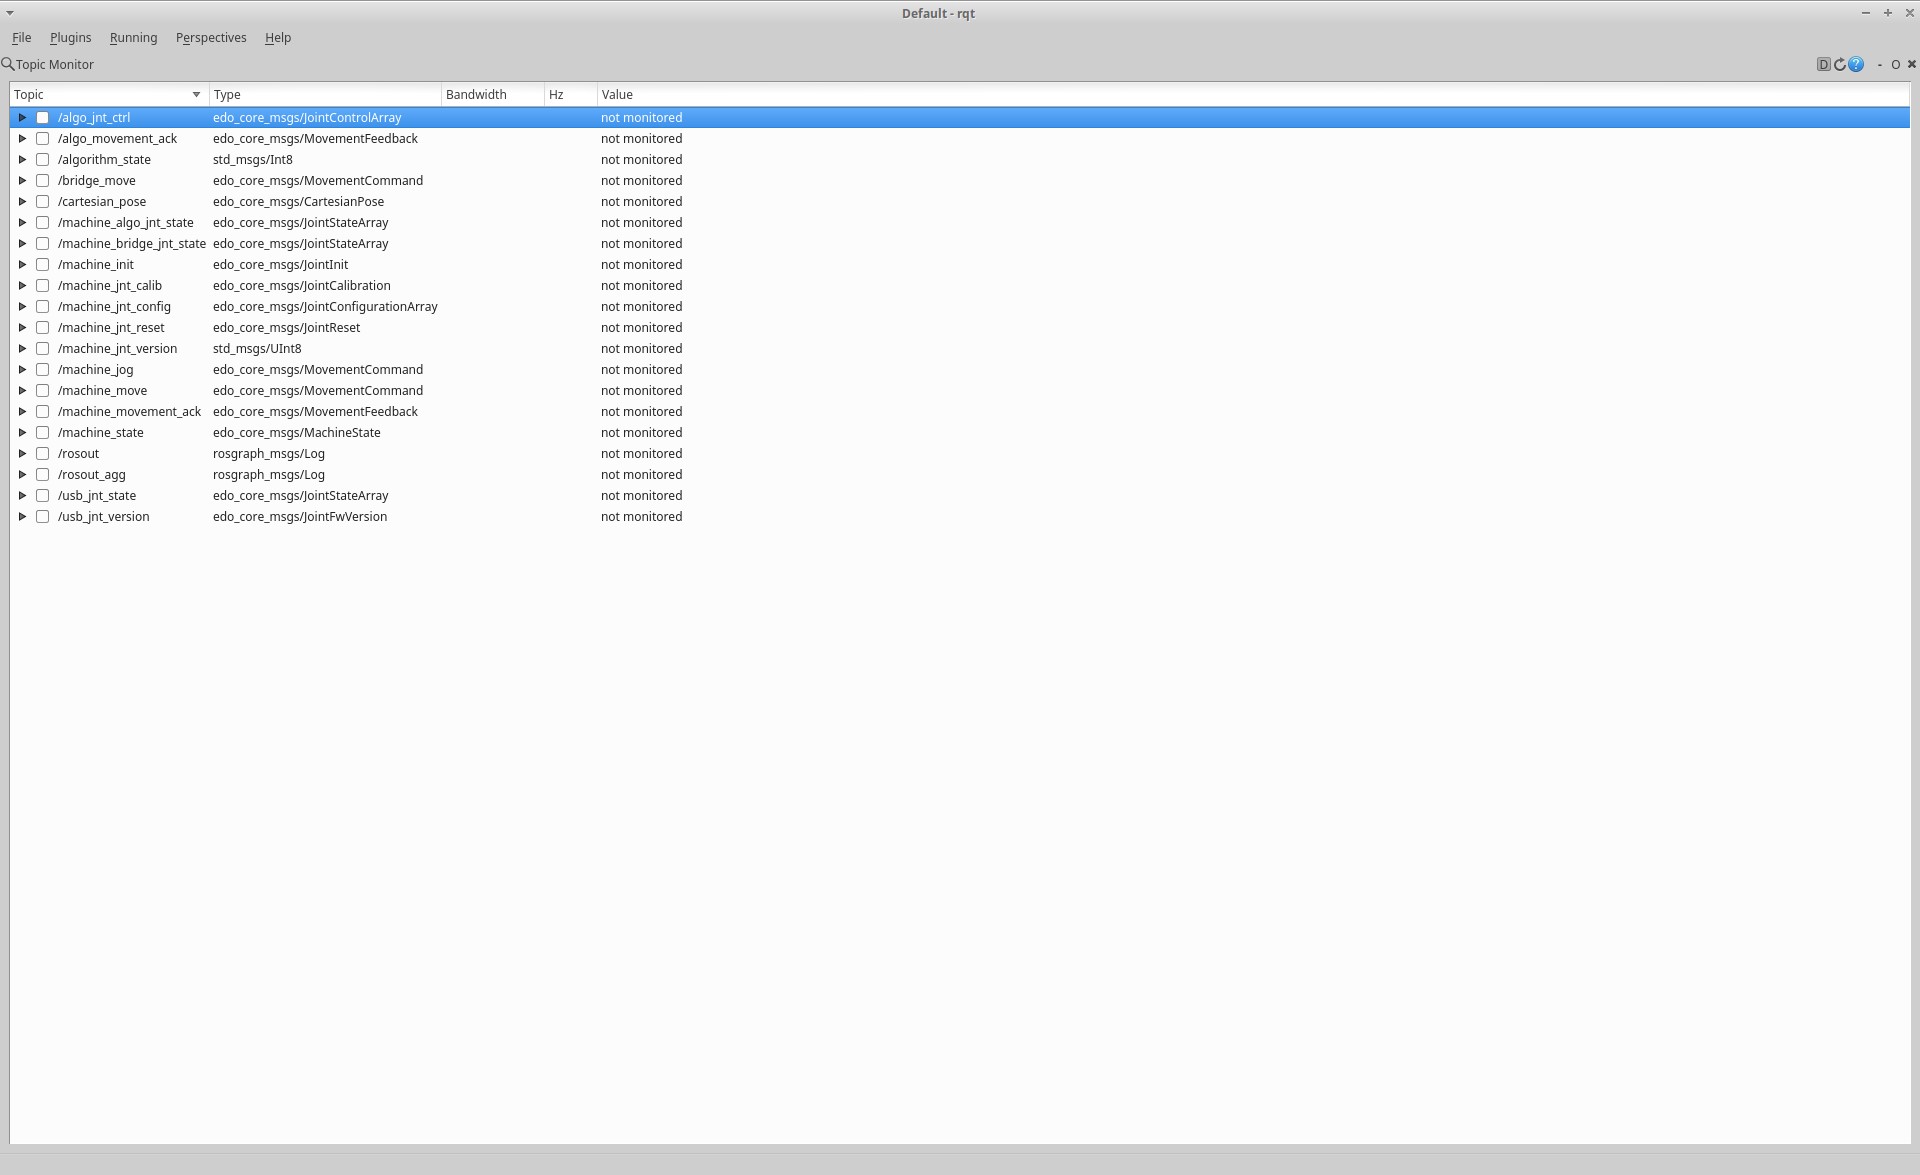 Default - rqt
File Plugins Running Perspectives Help
Topic Monitor D ? - O ✖
Topic Type Bandwidth Hz Value
/algo_jnt_ctrl edo_core_msgs/JointControlArray not monitored
/algo_movement_ack edo_core_msgs/MovementFeedback not monitored
/algorithm_state std_msgs/Int8 not monitored
/bridge_move edo_core_msgs/MovementCommand not monitored
/cartesian_pose edo_core_msgs/CartesianPose not monitored
/machine_algo_jnt_state edo_core_msgs/JointStateArray not monitored
/machine_bridge_jnt_state edo_core_msgs/JointStateArray not monitored
/machine_init edo_core_msgs/JointInit not monitored
/machine_jnt_calib edo_core_msgs/JointCalibration not monitored
/machine_jnt_config edo_core_msgs/JointConfigurationArray not monitored
/machine_jnt_reset edo_core_msgs/JointReset not monitored
/machine_jnt_version std_msgs/UInt8 not monitored
/machine_jog edo_core_msgs/MovementCommand not monitored
/machine_move edo_core_msgs/MovementCommand not monitored
/machine_movement_ack edo_core_msgs/MovementFeedback not monitored
/machine_state edo_core_msgs/MachineState not monitored
/rosout rosgraph_msgs/Log not monitored
/rosout_agg rosgraph_msgs/Log not monitored
/usb_jnt_state edo_core_msgs/JointStateArray not monitored
/usb_jnt_version edo_core_msgs/JointFwVersion not monitored